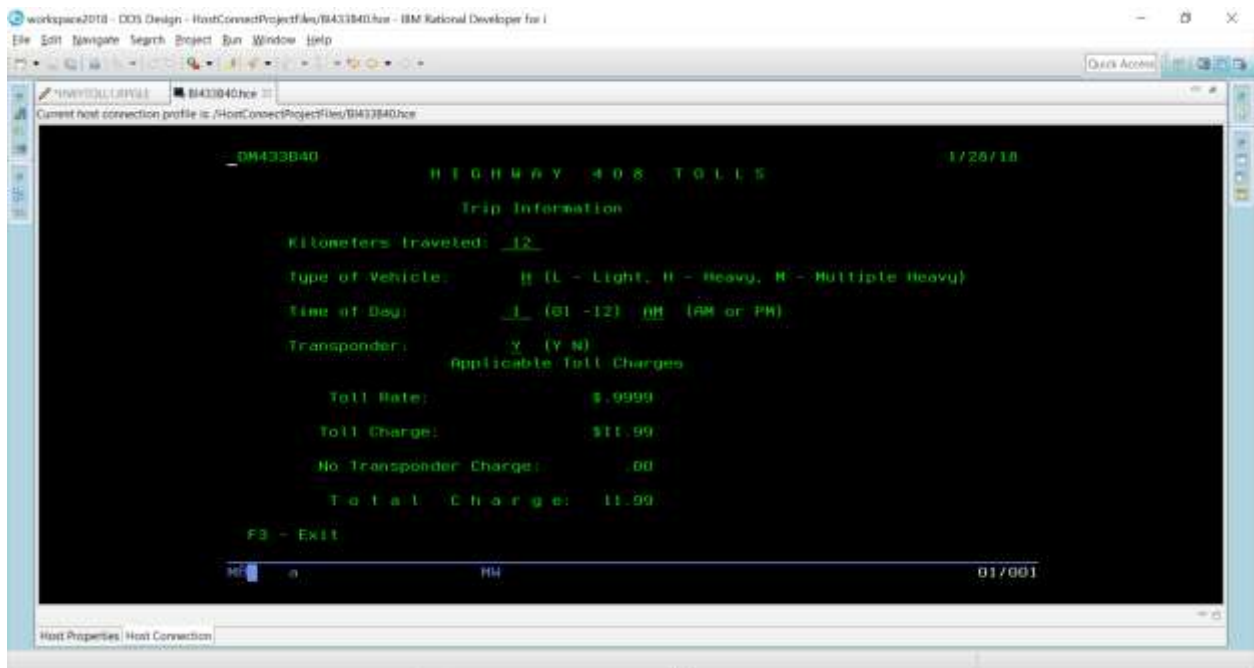 workspace2018 - DDS Design - HostConnectProjectFiles/BI433B40.hce - IBM Rational Developer for i
File Edit Navigate Search Project Run Window Help
Quick Access
BI433B40.hce
Current host connection profile is: /HostConnectProjectFiles/BI433B40.hce
DM433B40 1/28/18
H I G H W A Y 4 0 8 T O L L S
Trip Information
Kilometers traveled: 12
Type of Vehicle: H (L - Light, H - Heavy, M - Multiple Heavy)
Time of Day: 1 (01 -12) AM (AM or PM)
Transponder: Y (Y N)
Applicable Toll Charges
Toll Rate: $.9999
Toll Charge: $11.99
No Transponder Charge: .00
T o t a l C h a r g e: 11.99
F3 - Exit
a MW 01/001
Host Properties Host Connection